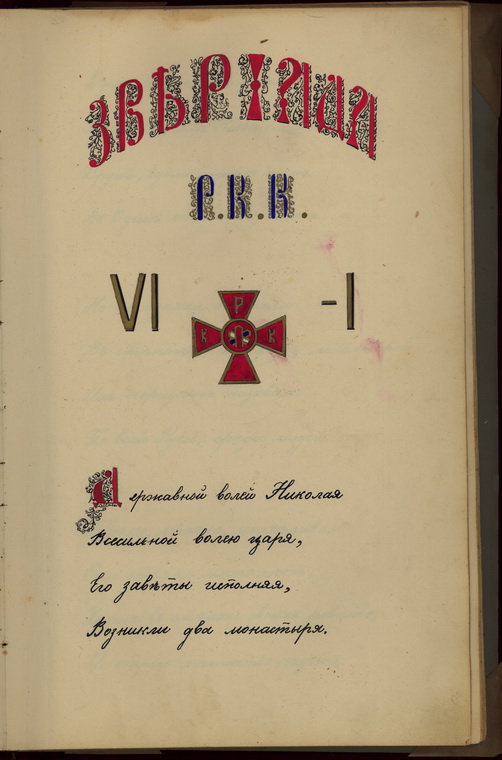 ЗВѢРІАДА
Р.К.К.
VI -I
Р
К К
Державной волей Николая
Всесильной волею царя,
Его завѣты исполняя,
Возникли два монастыря.